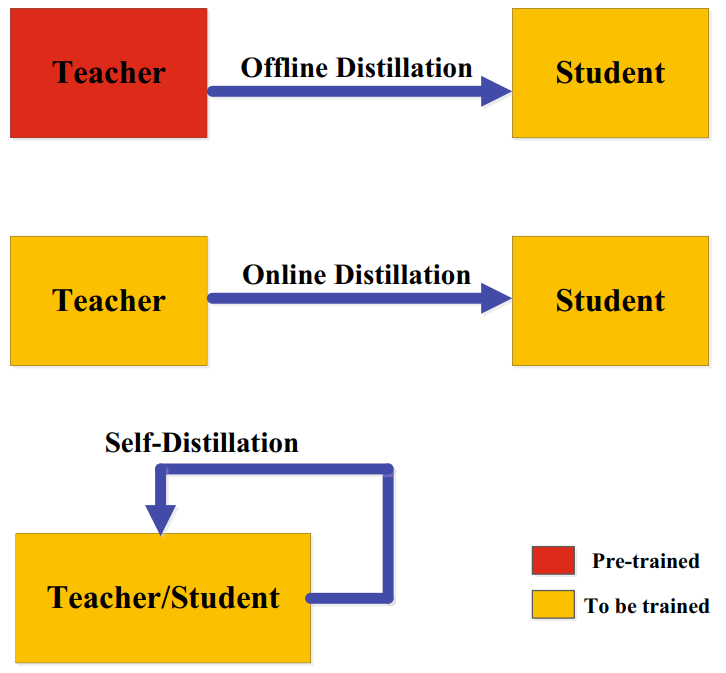 Teacher
Offline Distillation
Student
Teacher
Online Distillation
Student
Self-Distillation
Teacher/Student
Pre-trained
To be trained